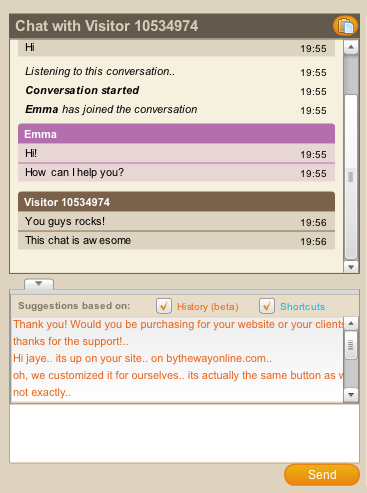 Chat with Visitor 10534974
Hi 19:55
Listening to this conversation.. 19:55
Conversation started 19:55
Emma has joined the conversation 19:55
Emma
Hi! 19:55
How can I help you? 19:55
Visitor 10534974
You guys rocks! 19:56
This chat is awesome 19:56
Suggestions based on: History (beta) Shortcuts
Thank you! Would you be purchasing for your website or your clients
thanks for the support!..
Hi jaye.. its up on your site.. on bythewayonline.com..
oh, we customized it for ourselves.. its actually the same button as
not exactly..
Send